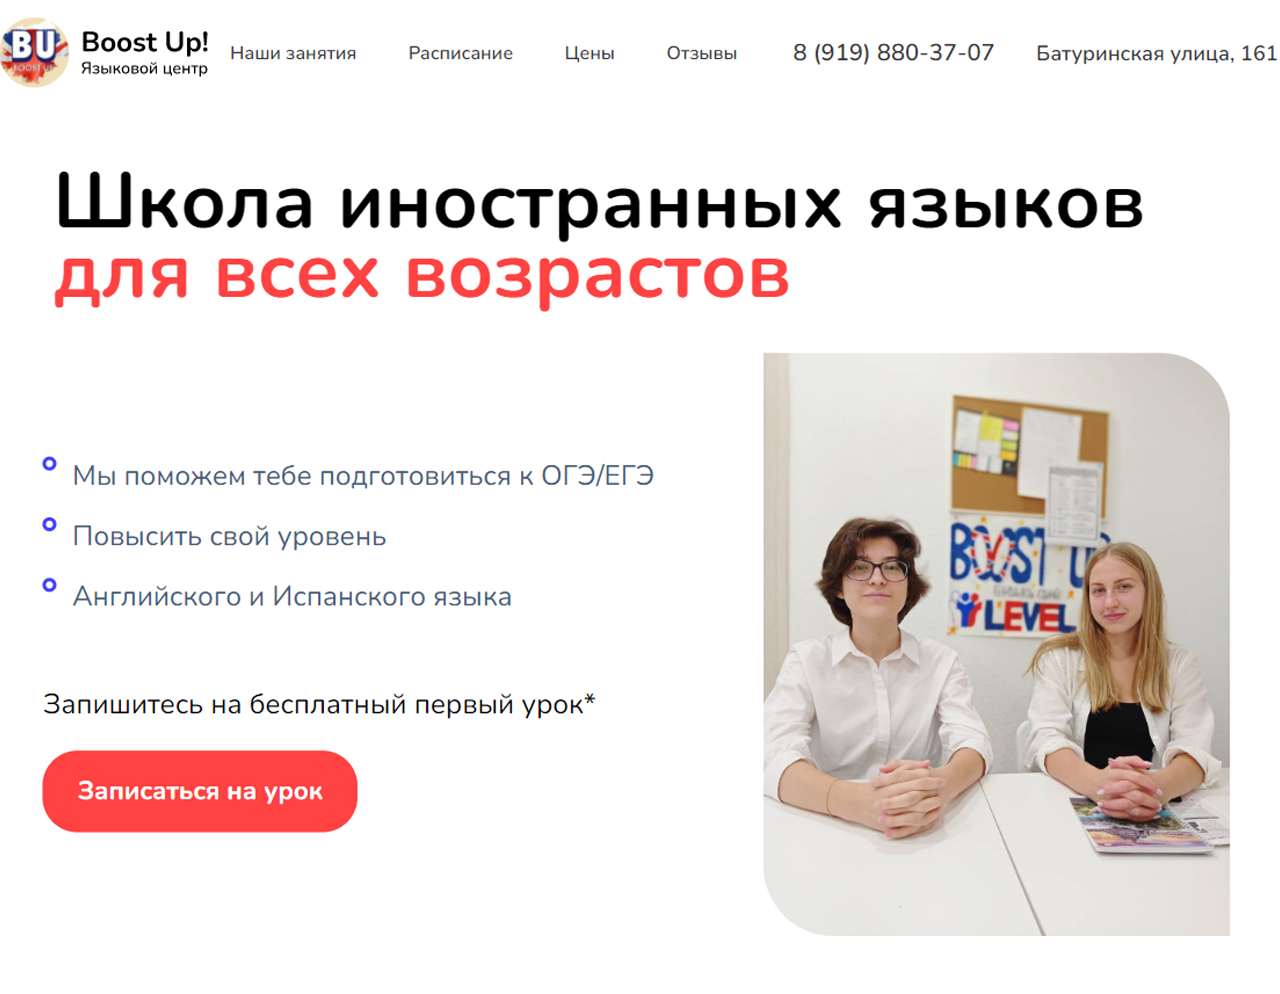 BU
BOOST UP
Boost Up!
Языковой центр
Наши занятия
Расписание
Цены
Отзывы
8 (919) 880-37-07
Батуринская улица, 161
Школа иностранных языков
для всех возрастов
Мы поможем тебе подготовиться к ОГЭ/ЕГЭ
Повысить свой уровень
Английского и Испанского языка
Запишитесь на бесплатный первый урок*
Записаться на урок
BOOST U
LEVEL